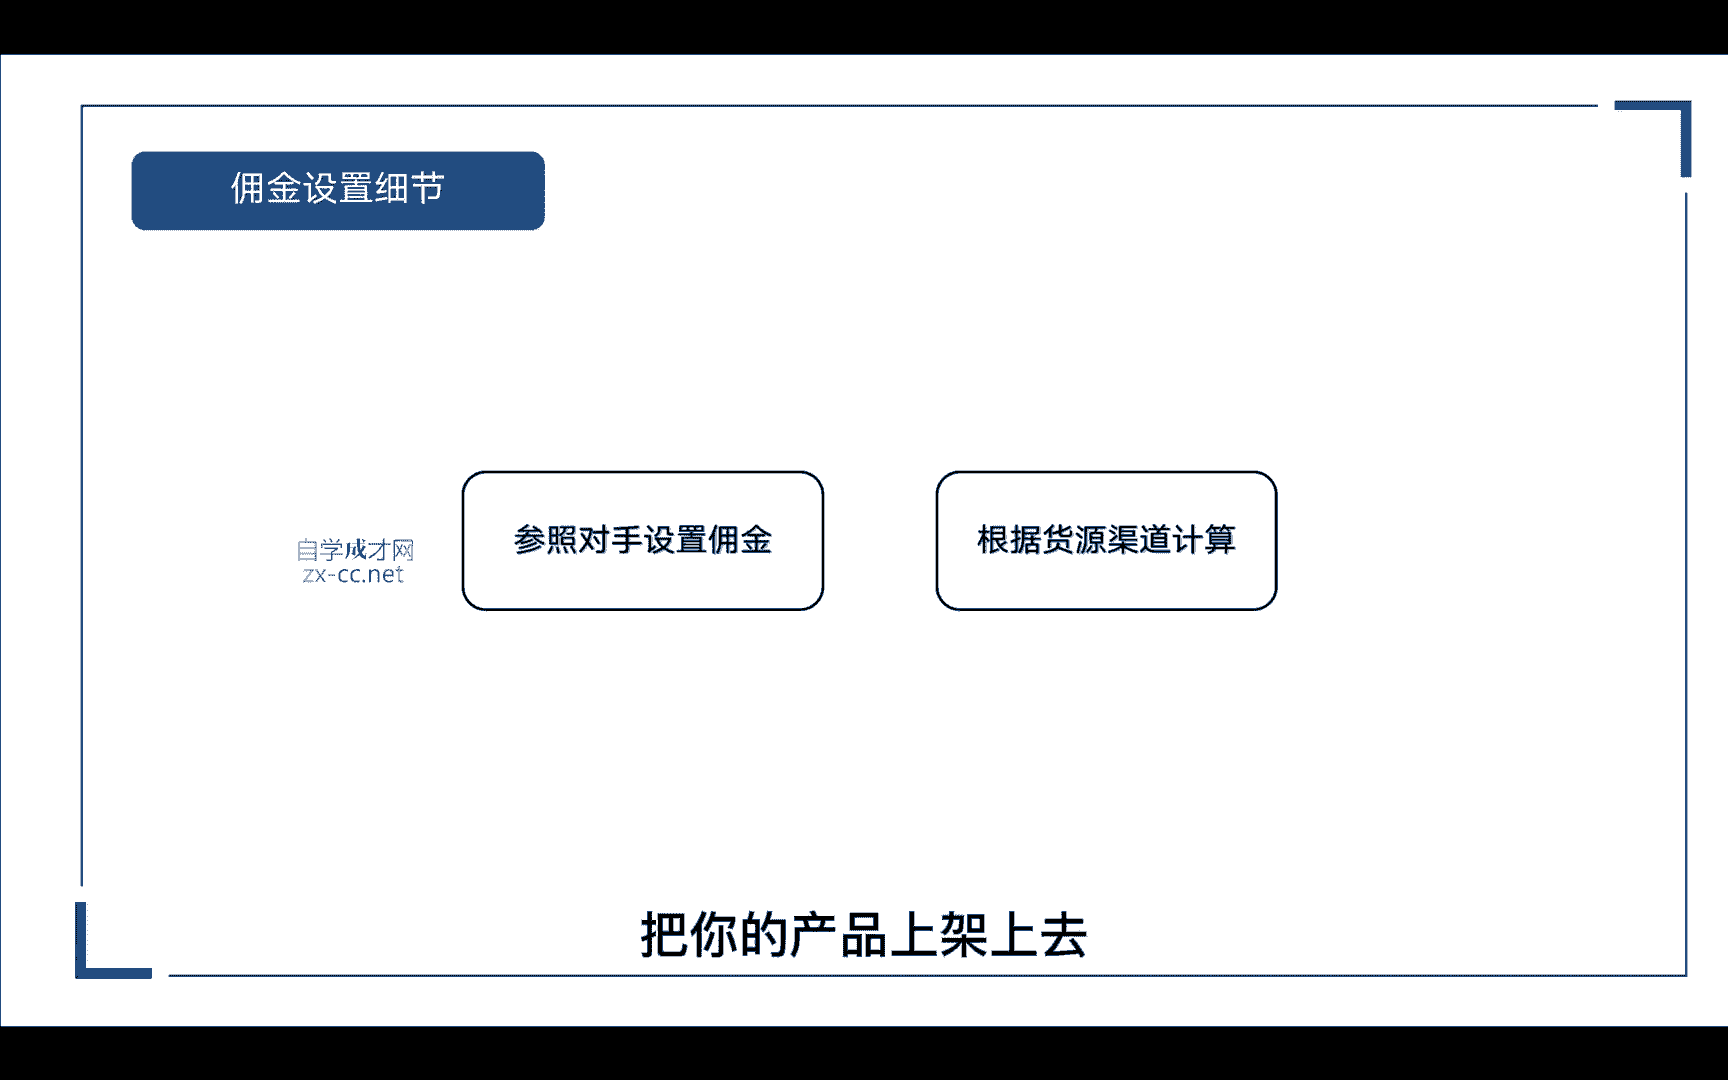 佣金设置细节
参照对手设置佣金
根据货源渠道计算
自学成才网
zx-cc.net
把你的产品上架上去